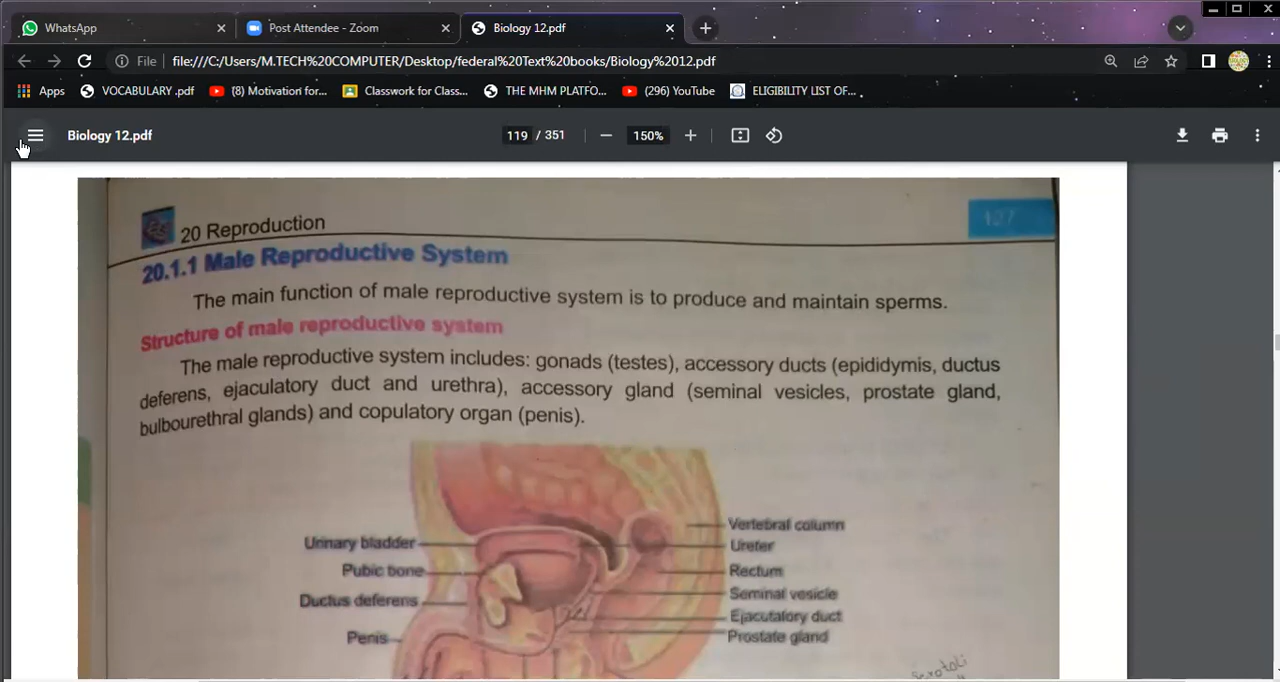 WhatsApp
Post Attendee - Zoom
Biology 12.pdf
File
file:///C:/Users/M.TECH%20COMPUTER/Desktop/federal%20Text%20books/Biology%2012.pdf
Apps
VOCABULARY .pdf
(8) Motivation for...
Classwork for Class...
THE MHM PLATFO...
(296) YouTube
ELIGIBILITY LIST OF...
Biology 12.pdf
119 / 351
150%
20 Reproduction
20.1.1 Male Reproductive System
The main function of male reproductive system is to produce and maintain sperms.
Structure of male reproductive system
The male reproductive system includes: gonads (testes), accessory ducts (epididymis, ductus
deferens, ejaculatory duct and urethra), accessory gland (seminal vesicles, prostate gland,
bulbourethral glands) and copulatory organ (penis).
Urinary bladder
Pubic bone
Ductus deferens
Penis
Vertebral column
Ureter
Rectum
Seminal vesicle
Ejacutalory duct
Prostate gland